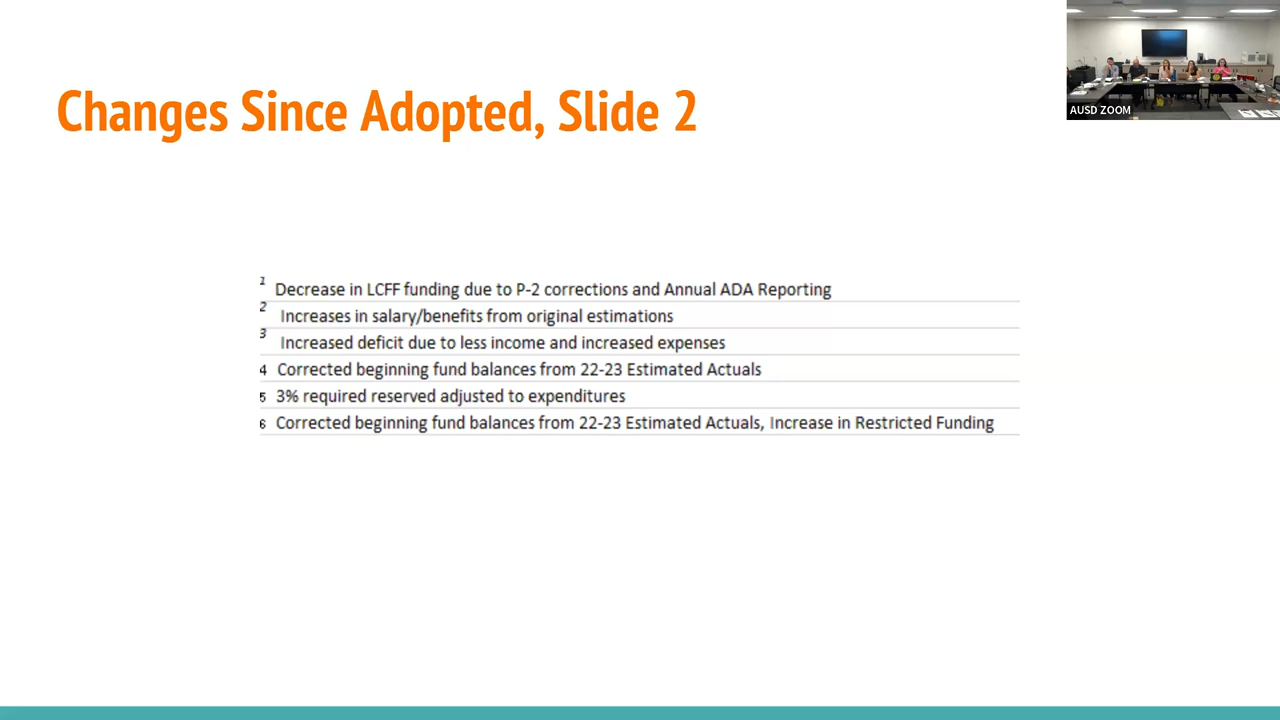 Changes Since Adopted, Slide 2
AUSD ZOOM
1 Decrease in LCFF funding due to P-2 corrections and Annual ADA Reporting
2 Increases in salary/benefits from original estimations
3 Increased deficit due to less income and increased expenses
4 Corrected beginning fund balances from 22-23 Estimated Actuals
5 3% required reserved adjusted to expenditures
6 Corrected beginning fund balances from 22-23 Estimated Actuals, Increase in Restricted Funding